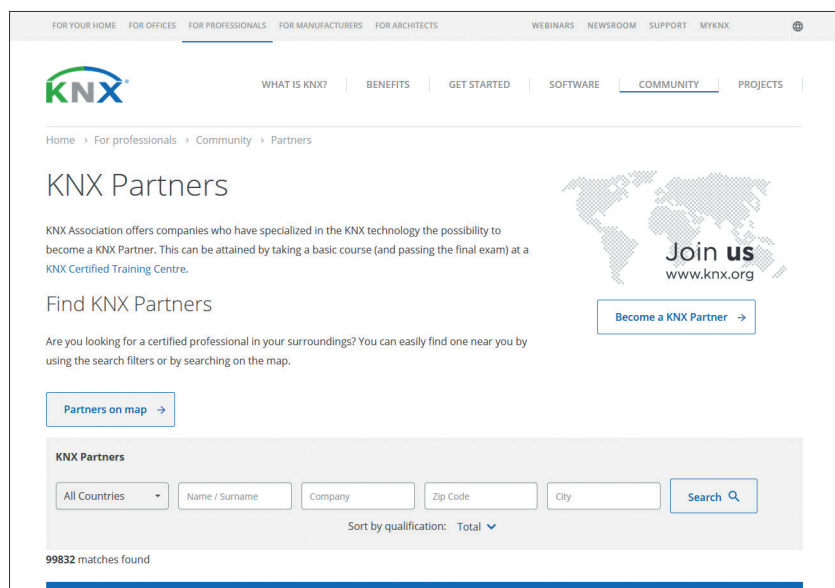 FOR YOUR HOME FOR OFFICES FOR PROFESSIONALS FOR MANUFACTURERS FOR ARCHITECTS WEBINARS NEWSROOM SUPPORT MYKNX
KNX®
WHAT IS KNX? BENEFITS GET STARTED SOFTWARE COMMUNITY PROJECTS
Home > For professionals > Community > Partners
KNX Partners
KNX Association offers companies who have specialized in the KNX technology the possibility to
become a KNX Partner. This can be attained by taking a basic course (and passing the final exam) at a
KNX Certified Training Centre.
Join us
www.knx.org
Become a KNX Partner →
Find KNX Partners
Are you looking for a certified professional in your surroundings? You can easily find one near you by
using the search filters or by searching on the map.
Partners on map →
KNX Partners
All Countries Name / Surname Company Zip Code City Search
Sort by qualification: Total
99832 matches found